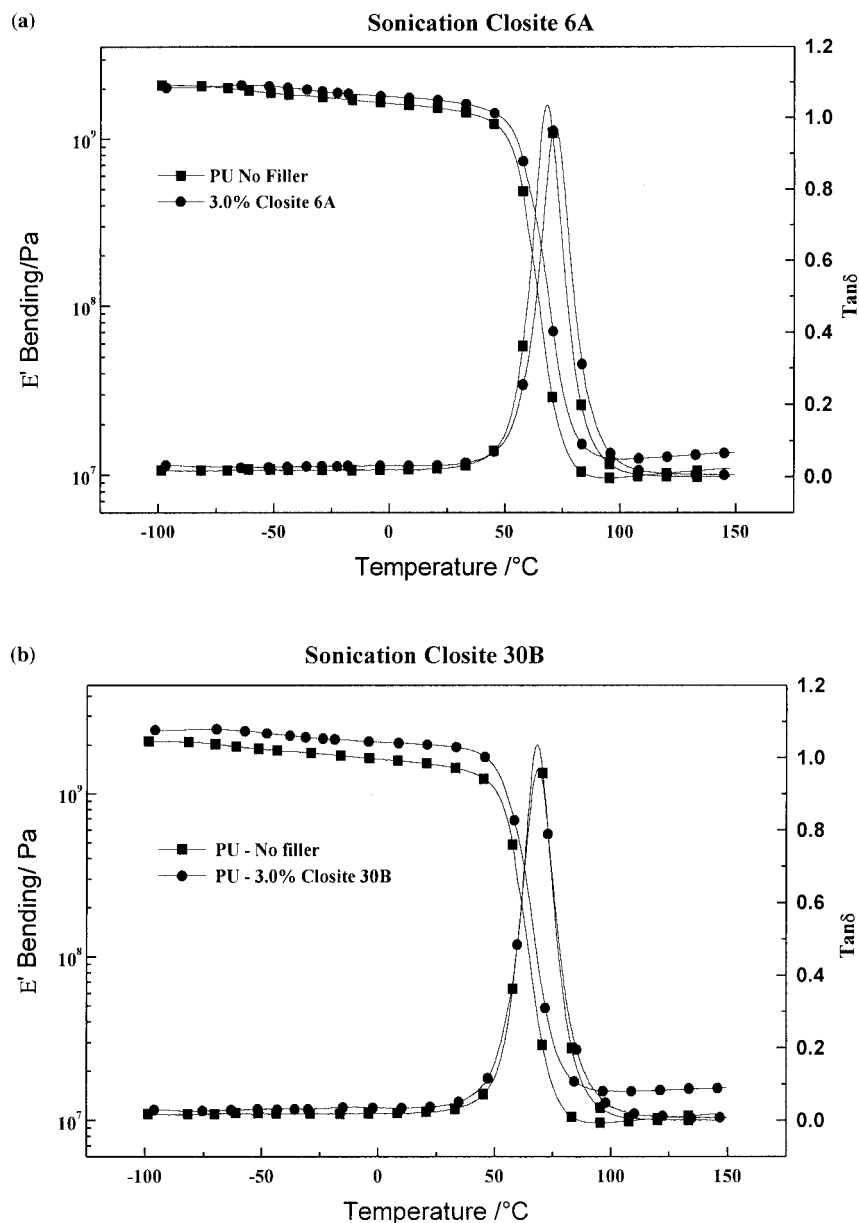 (a)
Sonication Closite 6A
1.2
1.0
0.8
0.6
0.4
0.2
0.0
Tanδ
10⁹
10⁸
10⁷
E' Bending/Pa
PU No Filler
3.0% Closite 6A
-100 -50 0 50 100 150
Temperature /°C
(b)
Sonication Closite 30B
1.2
1.0
0.8
0.6
0.4
0.2
0.0
Tanδ
10⁹
10⁸
10⁷
E' Bending/ Pa
PU - No filler
PU - 3.0% Closite 30B
-100 -50 0 50 100 150
Temperature /°C